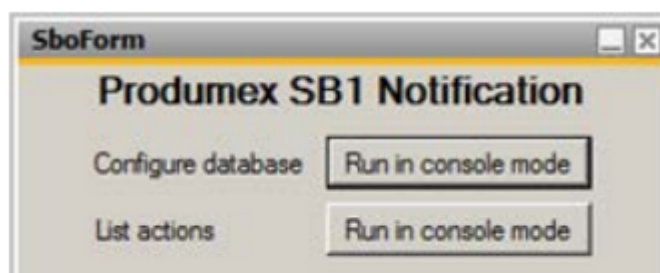 SboForm
Produmex SB1 Notification
Configure database Run in console mode
List actions Run in console mode